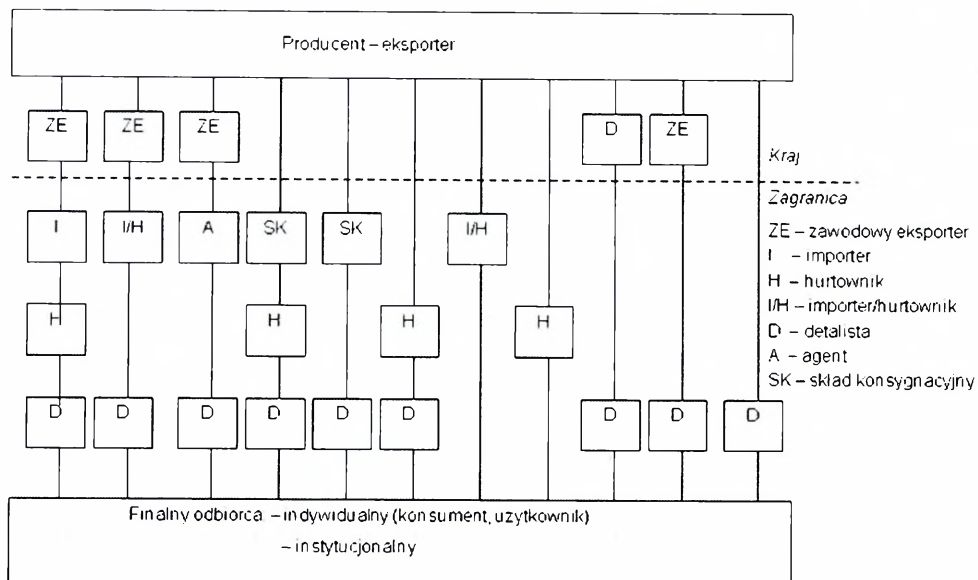 Producent – eksporter
ZE ZE ZE D ZE
Kraj
Zagranica
I I/H A SK SK I/H
ZE – zawodowy eksporter
I – importer
H – hurtownik
I/H – importer/hurtownik
D – detalista
A – agent
SK – skład konsygnacyjny
H H H H
D D D D D D D D D
Finalny odbiorca – indywidualny (konsument, uzytkownik)
– instytucjonalny